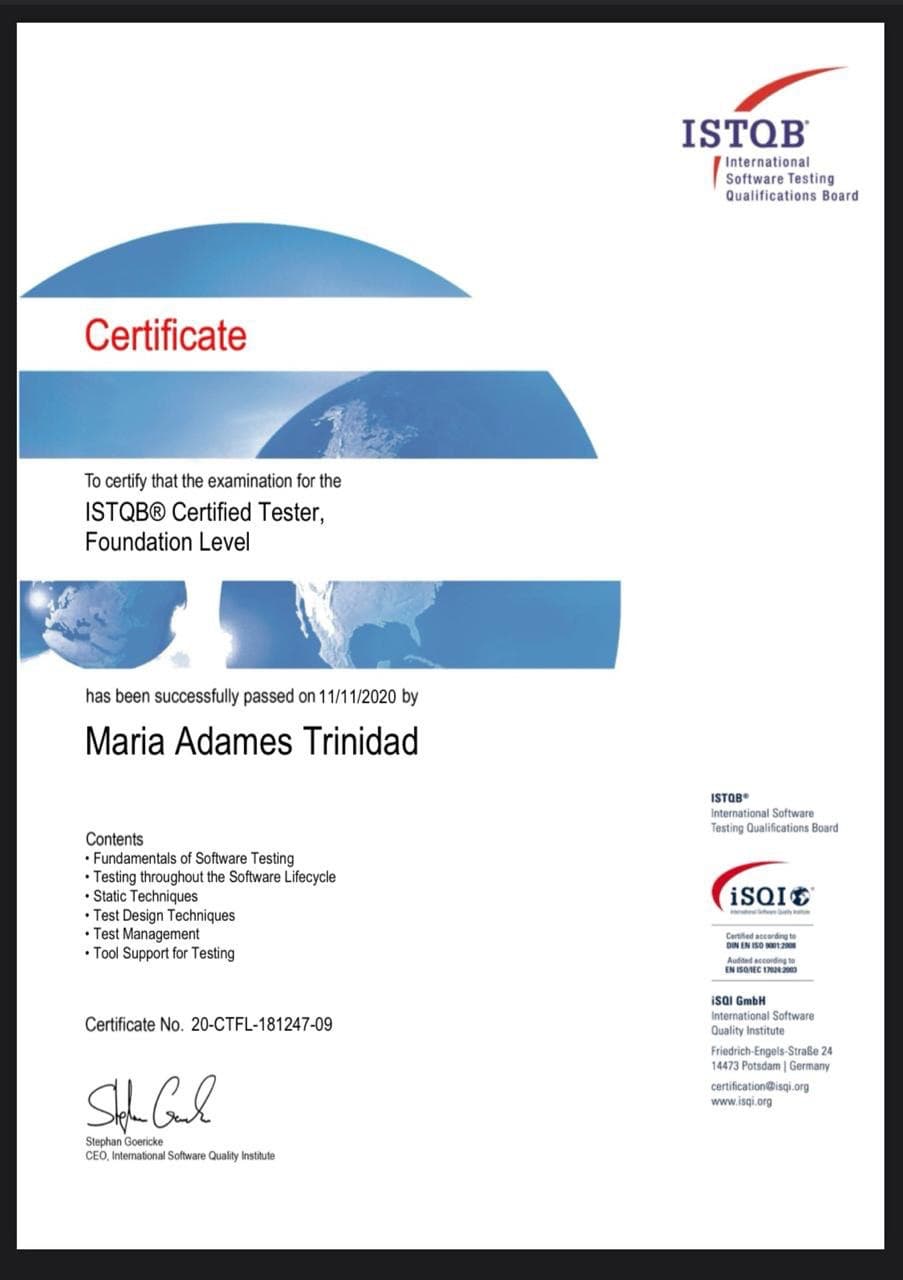 ISTQB®
International
Software Testing
Qualifications Board
Certificate
To certify that the examination for the
ISTQB® Certified Tester,
Foundation Level
has been successfully passed on 11/11/2020 by
Maria Adames Trinidad
Contents
• Fundamentals of Software Testing
• Testing throughout the Software Lifecycle
• Static Techniques
• Test Design Techniques
• Test Management
• Tool Support for Testing
Certificate No. 20-CTFL-181247-09
Stephan Goericke
CEO, International Software Quality Institute
ISTQB®
International Software
Testing Qualifications Board
iSQI
International Software Quality Institute
Certified according to
DIN EN ISO 9001:2008
Audited according to
EN ISO/IEC 17024:2003
iSQI GmbH
International Software
Quality Institute
Friedrich-Engels-Straße 24
14473 Potsdam | Germany
certification@isqi.org
www.isqi.org